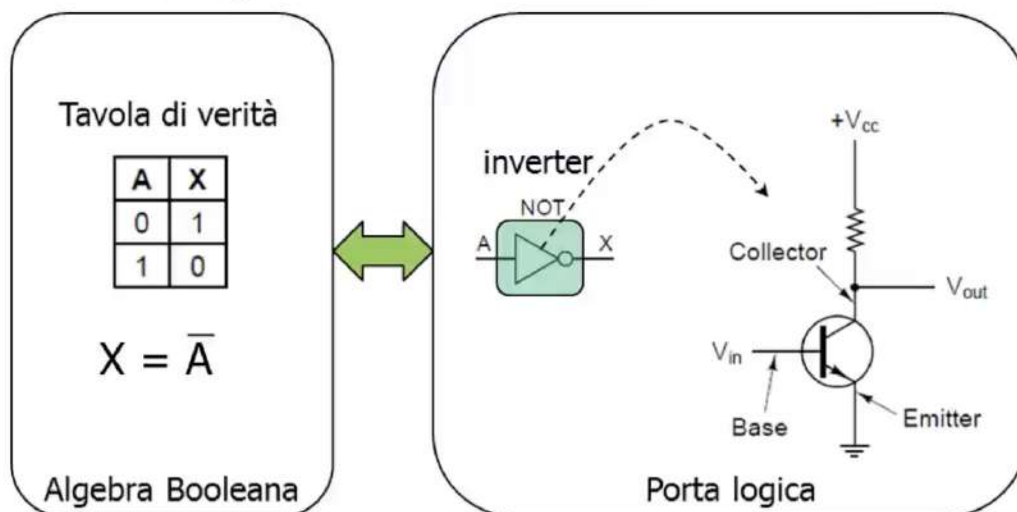 Tavola di verità
A X
0 1
1 0
X = A̅
Algebra Booleana
inverter
NOT
A X
+Vcc
Collector
Vout
Vin
Base
Emitter
Porta logica